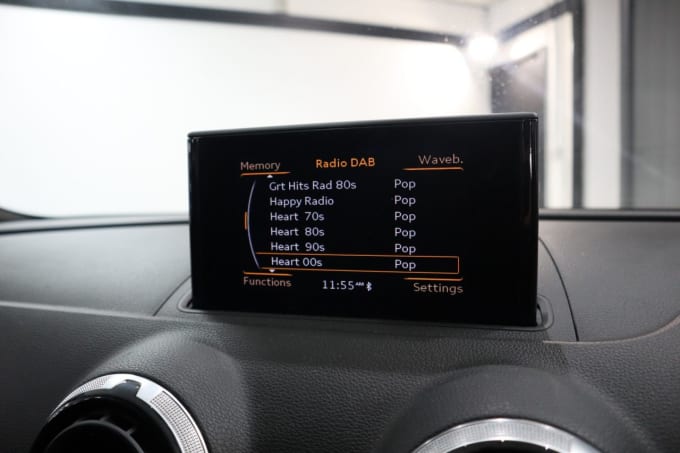 Memory Radio DAB Waveb.
Grt Hits Rad 80s Pop
Happy Radio Pop
Heart 70s Pop
Heart 80s Pop
Heart 90s Pop
Heart 00s Pop
Functions 11:55 AM Settings